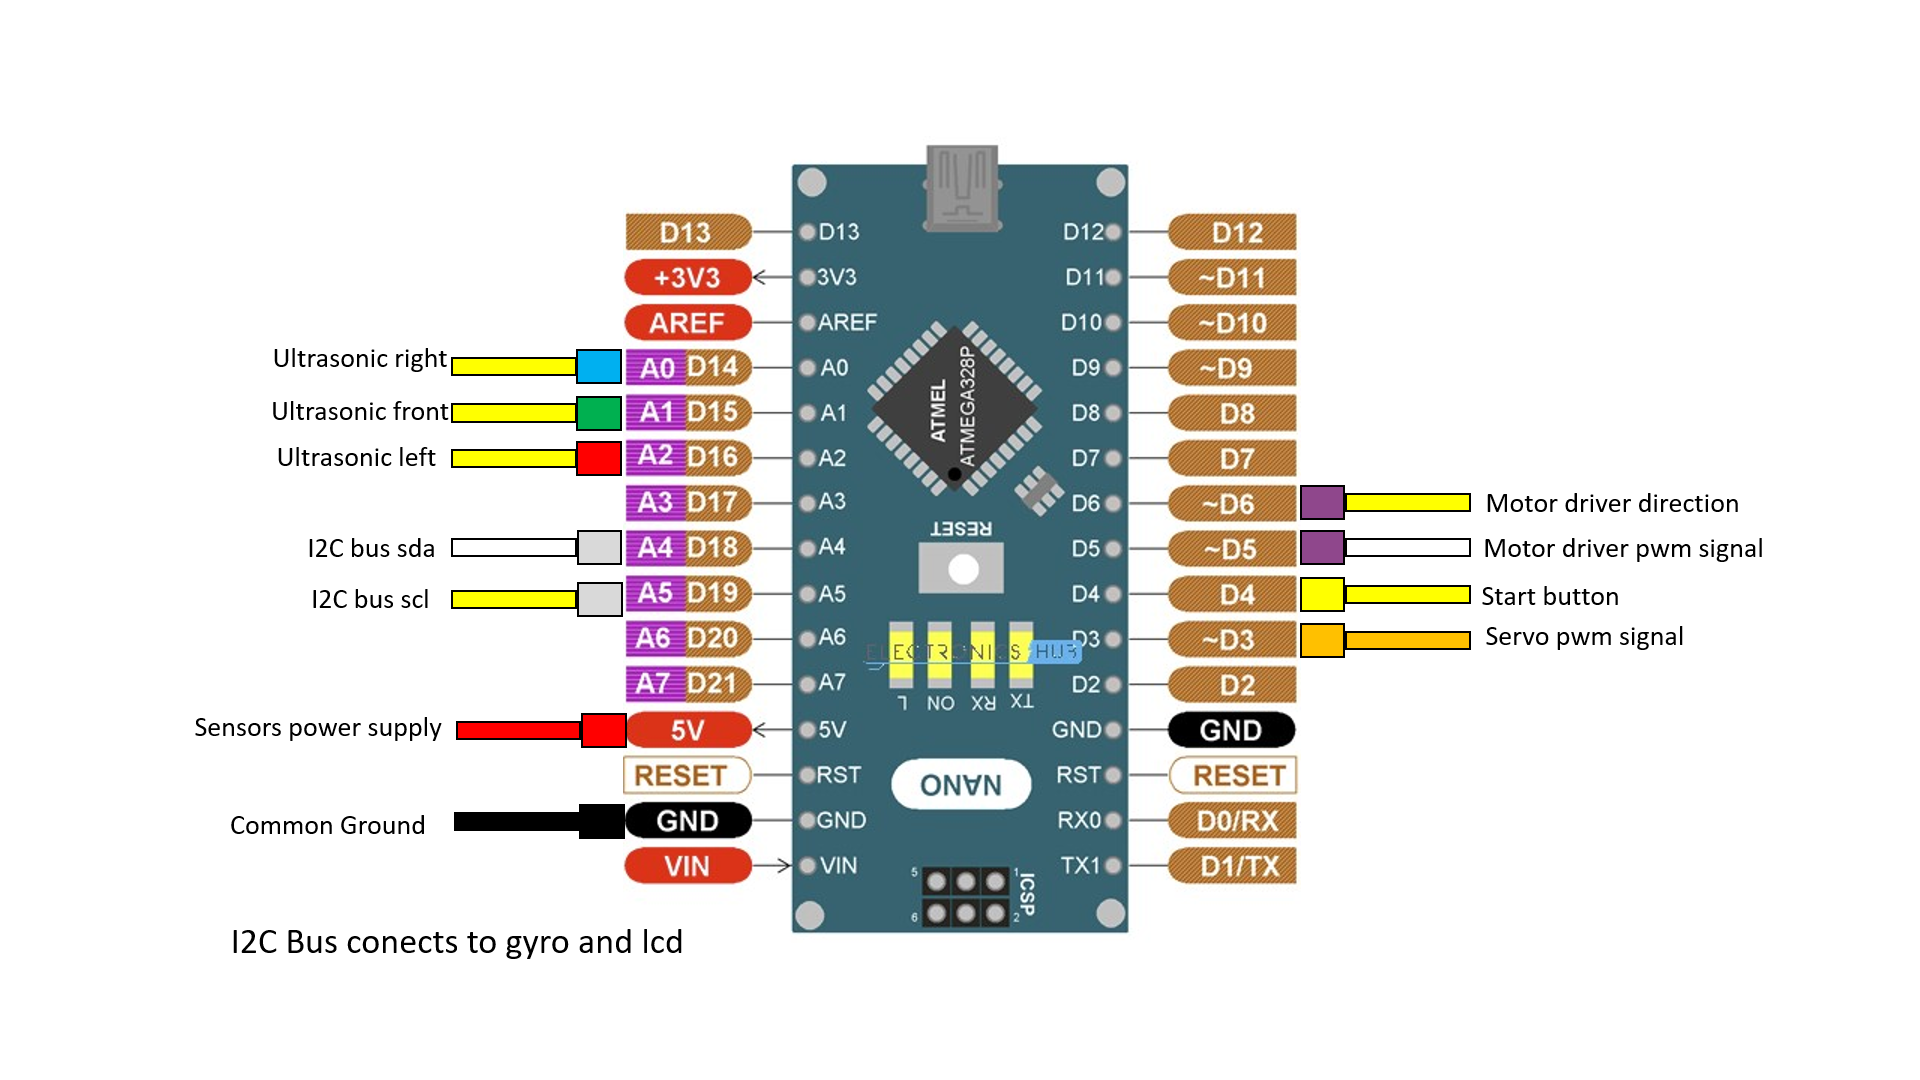 D13
+3V3
AREF
Ultrasonic right
A0 D14
Ultrasonic front
A1 D15
Ultrasonic left
A2 D16
A3 D17
I2C bus sda
A4 D18
I2C bus scl
A5 D19
A6 D20
A7 D21
Sensors power supply
5V
RESET
Common Ground
GND
VIN
D13
3V3
AREF
A0
A1
A2
A3
A4
A5
A6
A7
5V
RST
GND
VIN
ATMEL
ATMEGA328P
RESET
ELECTRONICS HUB
L ON RX TX
NANO
5 1
6 2
ICSP
D12
D11
D10
D9
D8
D7
D6
D5
D4
D3
D2
GND
RST
RX0
TX1
D12
~D11
~D10
~D9
D8
D7
~D6
Motor driver direction
~D5
Motor driver pwm signal
D4
Start button
~D3
Servo pwm signal
D2
GND
RESET
D0/RX
D1/TX
I2C Bus conects to gyro and lcd